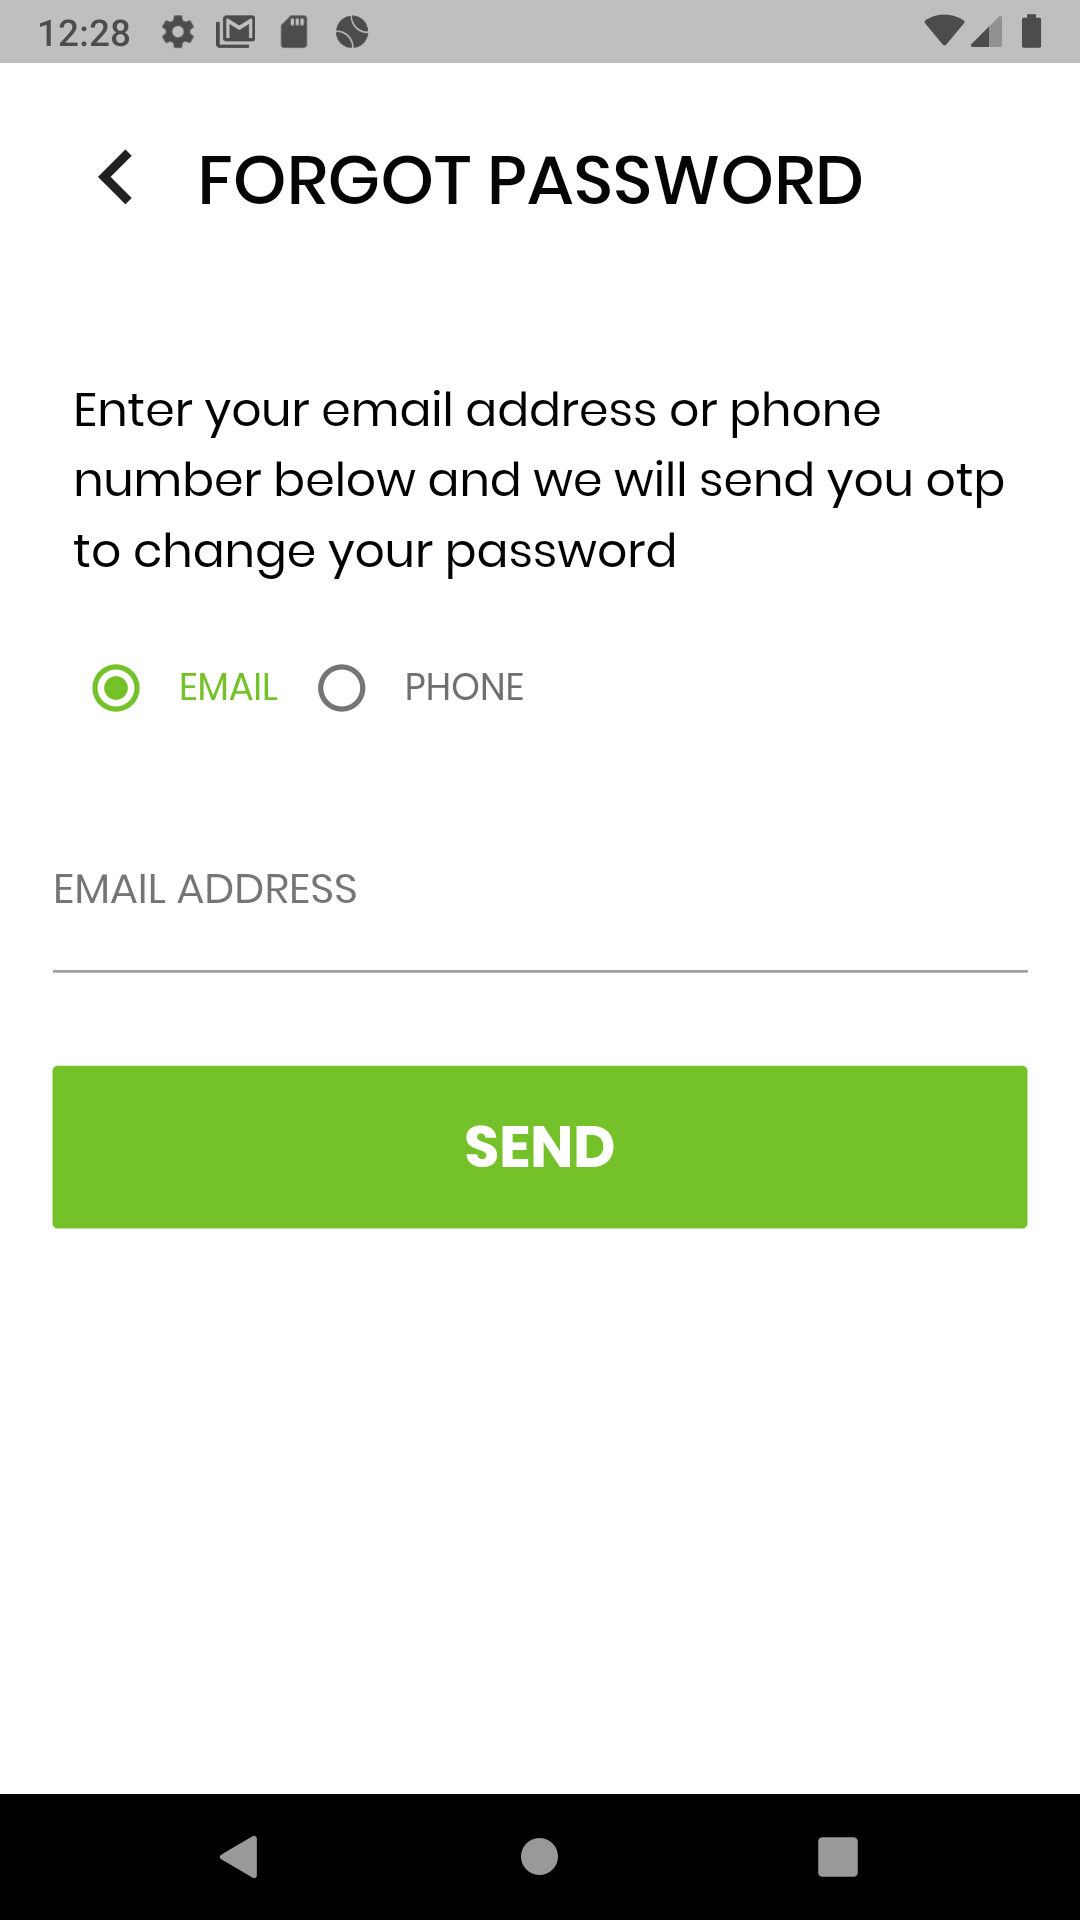 12:28
FORGOT PASSWORD
Enter your email address or phone
number below and we will send you otp
to change your password
EMAIL PHONE
EMAIL ADDRESS
SEND